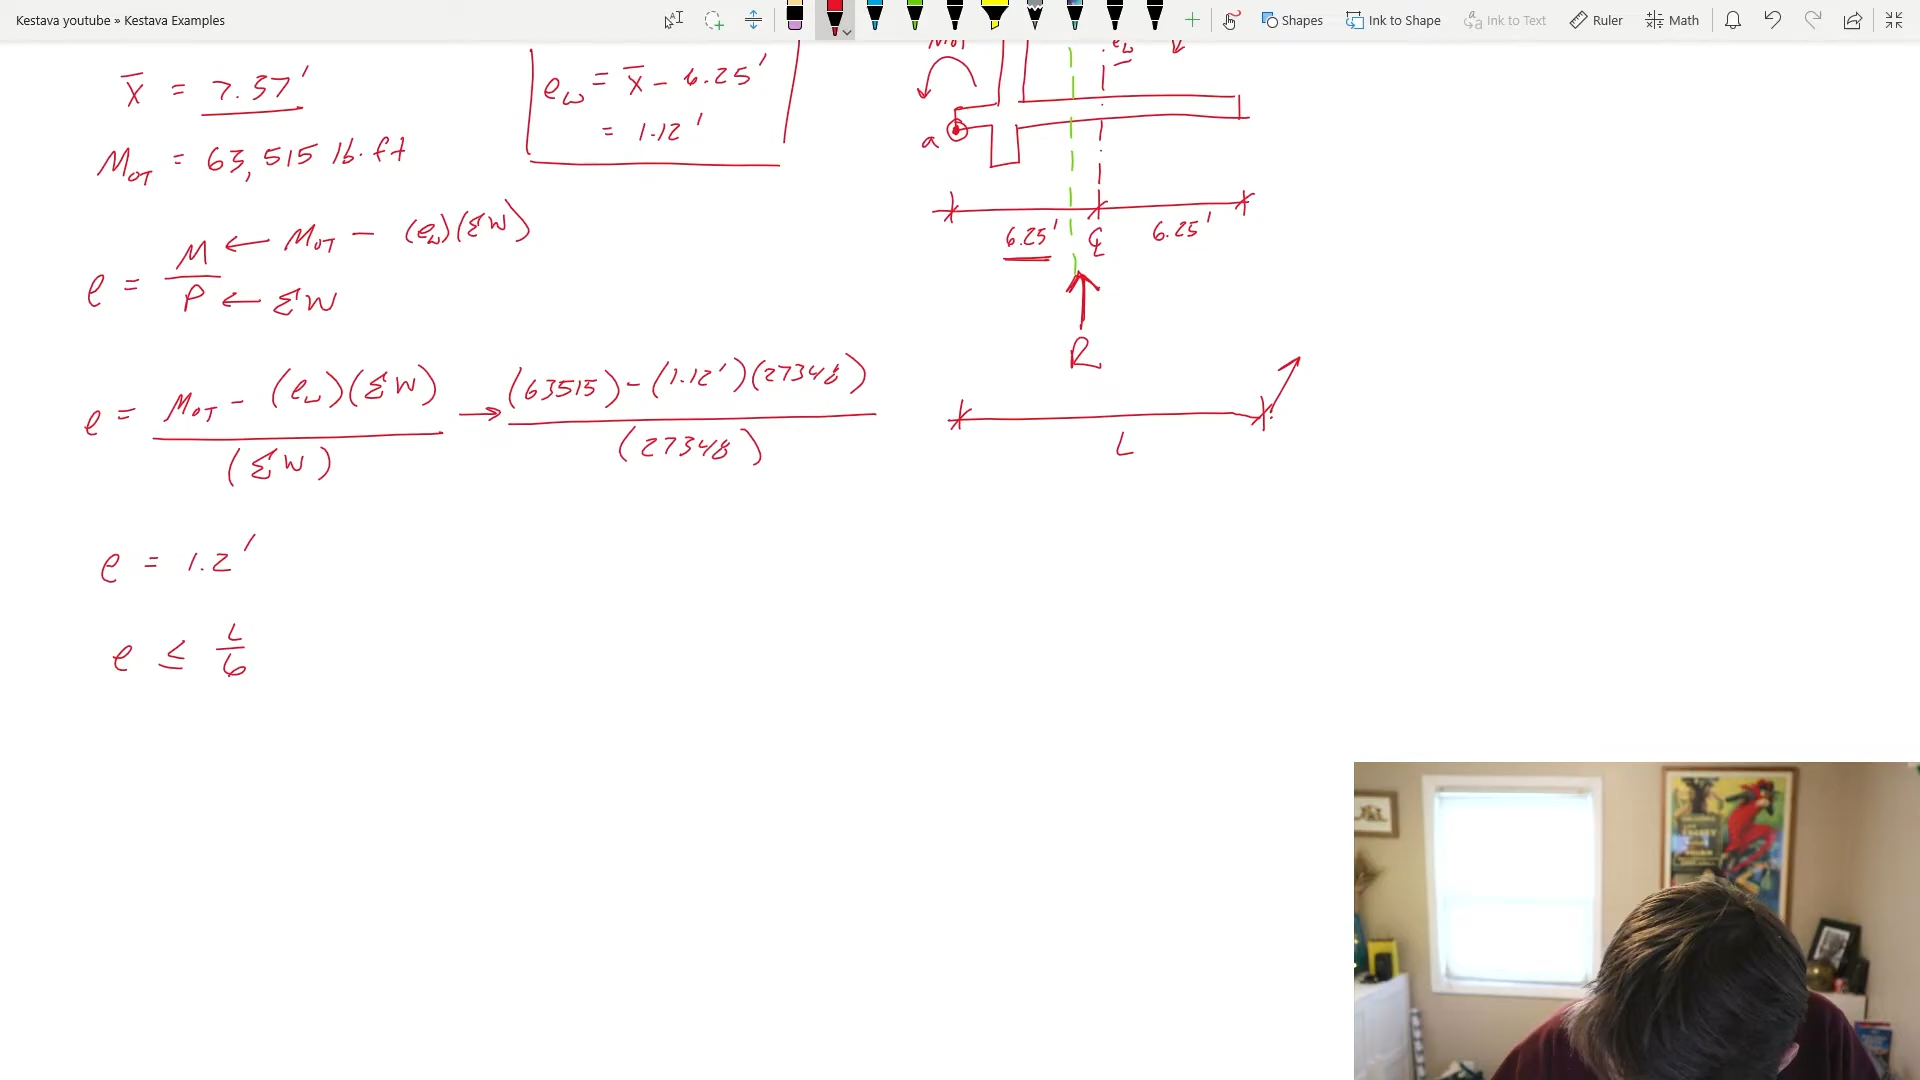 Kestava youtube » Kestava Examples
Shapes
Ink to Shape
Ink to Text
Ruler
Math
x̄ = 7.37'
M_OT = 63,515 lb·ft
e_w = x̄ - 6.25'
= 1.12'
e = M/P
M ← M_OT - (e_w)(ΣW)
P ← ΣW
e = (M_OT - (e_w)(ΣW))/(ΣW) → ((63515) - (1.12')(27348))/(27348)
e = 1.2'
e ≤ L/6
M_OT
e_w
a
6.25'
℄
6.25'
R
L